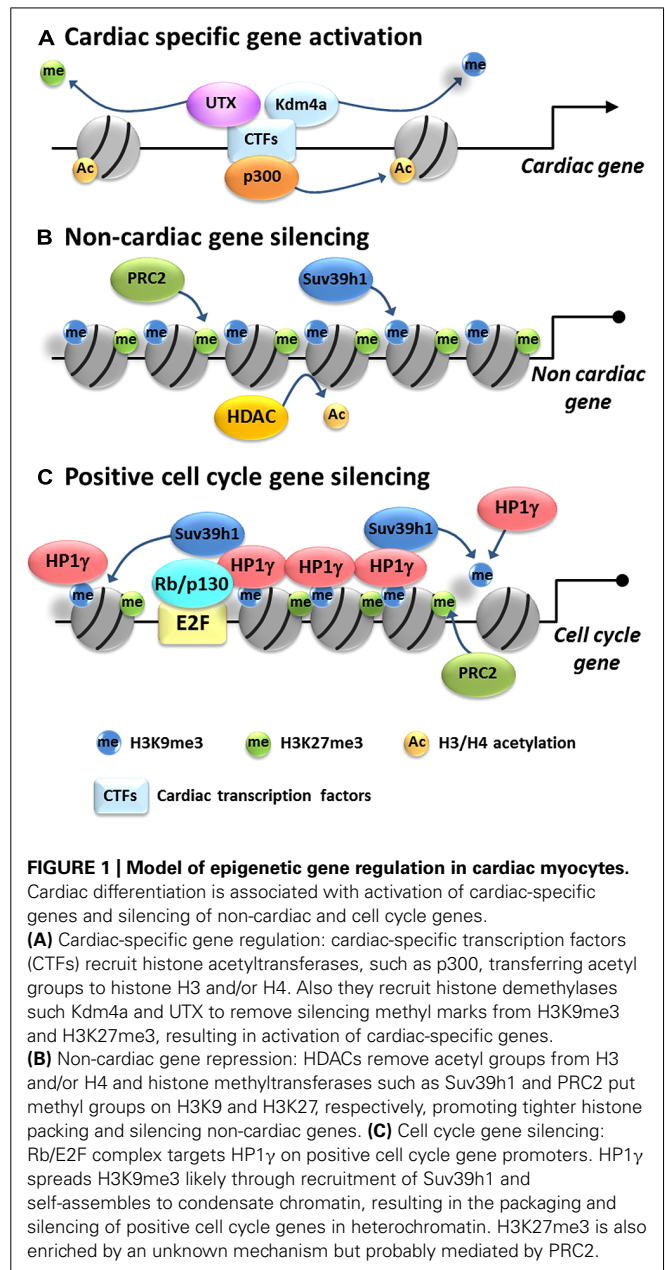 A Cardiac specific gene activation
me
me
UTX
Kdm4a
CTFs
Ac
Ac
p300
Cardiac gene
B Non-cardiac gene silencing
PRC2
Suv39h1
me me me me me me
me me me me me me
Non cardiac
gene
HDAC
Ac
C Positive cell cycle gene silencing
HP1γ
Suv39h1
Suv39h1
HP1γ
HP1γ HP1γ HP1γ
me
Rb/p130
me
me me me
me me me me
E2F
Cell cycle
gene
PRC2
me H3K9me3
me H3K27me3
Ac H3/H4 acetylation
CTFs Cardiac transcription factors
FIGURE 1 | Model of epigenetic gene regulation in cardiac myocytes.
Cardiac differentiation is associated with activation of cardiac-specific
genes and silencing of non-cardiac and cell cycle genes.
(A) Cardiac-specific gene regulation: cardiac-specific transcription factors
(CTFs) recruit histone acetyltransferases, such as p300, transferring acetyl
groups to histone H3 and/or H4. Also they recruit histone demethylases
such Kdm4a and UTX to remove silencing methyl marks from H3K9me3
and H3K27me3, resulting in activation of cardiac-specific genes.
(B) Non-cardiac gene repression: HDACs remove acetyl groups from H3
and/or H4 and histone methyltransferases such as Suv39h1 and PRC2 put
methyl groups on H3K9 and H3K27, respectively, promoting tighter histone
packing and silencing non-cardiac genes. (C) Cell cycle gene silencing:
Rb/E2F complex targets HP1γ on positive cell cycle gene promoters. HP1γ
spreads H3K9me3 likely through recruitment of Suv39h1 and
self-assembles to condensate chromatin, resulting in the packaging and
silencing of positive cell cycle genes in heterochromatin. H3K27me3 is also
enriched by an unknown mechanism but probably mediated by PRC2.